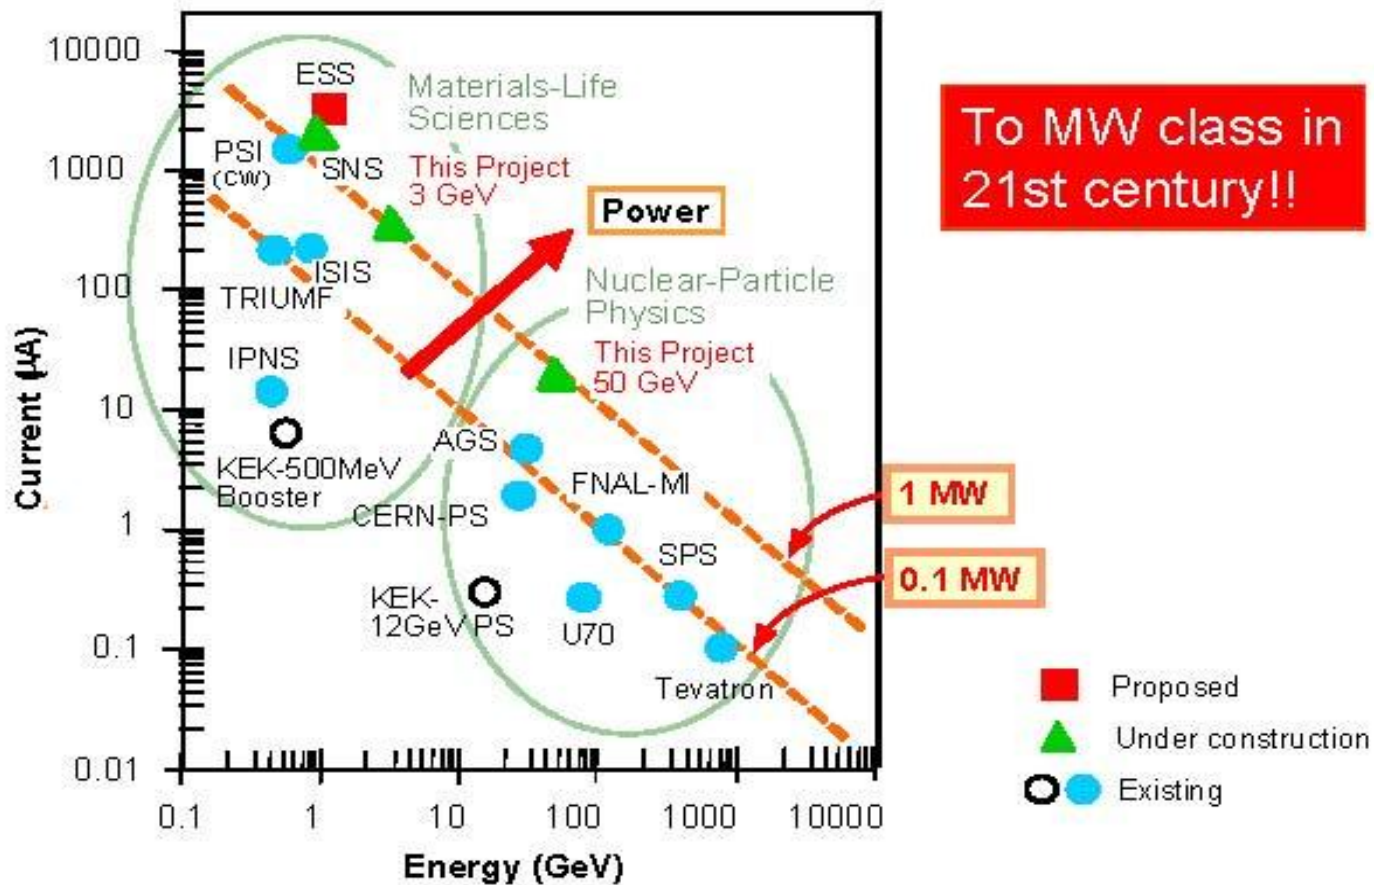 10000
1000
100
10
1
0.1
0.01
Current (μA)
0.1
1
10
100
1000
10000
Energy (GeV)
ESS
Materials-Life
Sciences
PSI
(CW)
SNS
This Project
3 GeV
Power
ISIS
TRIUMF
Nuclear-Particle
Physics
This Project
50 GeV
IPNS
KEK-500MeV
Booster
AGS
FNAL-MI
CERN-PS
SPS
KEK-
12GeV PS
U70
Tevatron
To MW class in
21st century!!
1 MW
0.1 MW
Proposed
Under construction
Existing